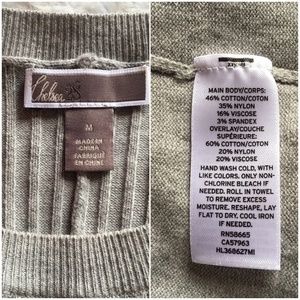 Chelsea
M
MADE IN
CHINA
FABRIQUÉ
EN CHINE
MAIN BODY/CORPS:
46% COTTON/COTON
35% NYLON
16% VISCOSE
3% SPANDEX
OVERLAY/COUCHE
SUPÉRIEUR:
60% COTTON/COTON
20% NYLON
20% VISCOSE
HAND WASH COLD, WITH
LIKE COLORS. ONLY NON-
CHLORINE BLEACH IF
NEEDED. ROLL IN TOWEL
TO REMOVE EXCESS
MOISTURE. RESHAPE, LAY
FLAT TO DRY. COOL IRON
IF NEEDED.
RN58665
CA57963
HL368627MI